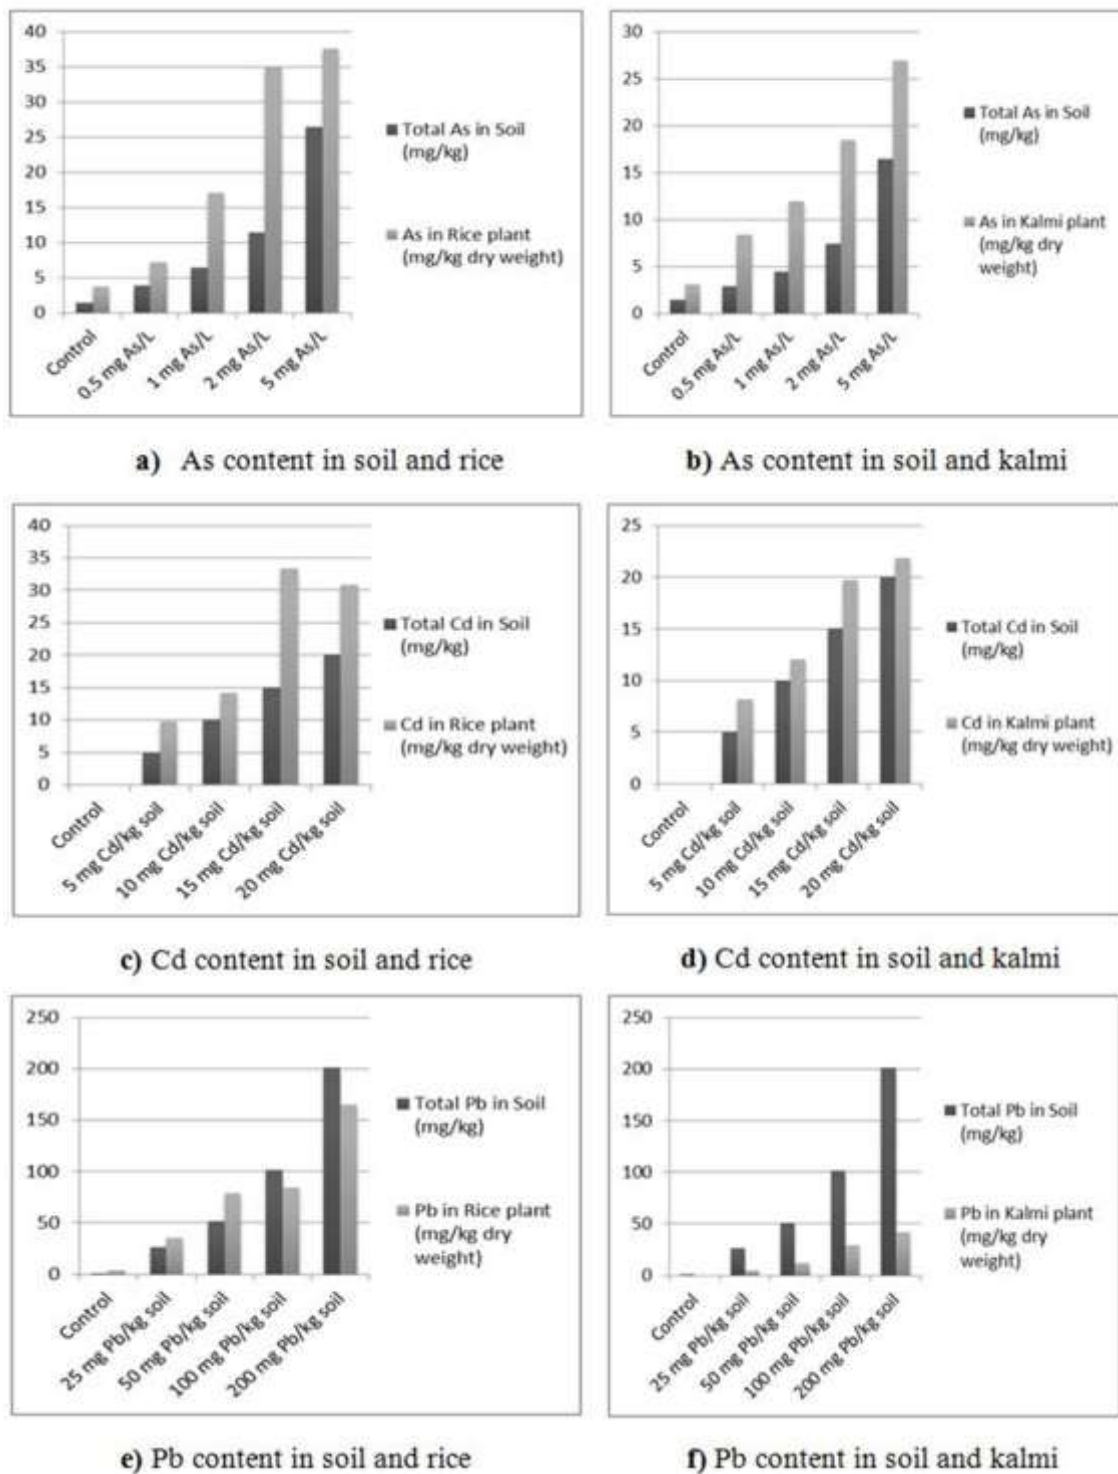 40
35
30
25
20
15
10
5
0
Control
0.5 mg As/L
1 mg As/L
2 mg As/L
5 mg As/L
Total As in Soil
(mg/kg)
As in Rice plant
(mg/kg dry weight)
a) As content in soil and rice
30
25
20
15
10
5
0
Control
0.5 mg As/L
1 mg As/L
2 mg As/L
5 mg As/L
Total As in Soil
(mg/kg)
As in Kalmi plant
(mg/kg dry
weight)
b) As content in soil and kalmi
40
35
30
25
20
15
10
5
0
Control
5 mg Cd/kg soil
10 mg Cd/kg soil
15 mg Cd/kg soil
20 mg Cd/kg soil
Total Cd in Soil
(mg/kg)
Cd in Rice plant
(mg/kg dry weight)
c) Cd content in soil and rice
25
20
15
10
5
0
Control
5 mg Cd/kg soil
10 mg Cd/kg soil
15 mg Cd/kg soil
20 mg Cd/kg soil
Total Cd in Soil
(mg/kg)
Cd in Kalmi plant
(mg/kg dry weight)
d) Cd content in soil and kalmi
250
200
150
100
50
0
Control
25 mg Pb/kg soil
50 mg Pb/kg soil
100 mg Pb/kg soil
200 mg Pb/kg soil
Total Pb in Soil
(mg/kg)
Pb in Rice plant
(mg/kg dry
weight)
e) Pb content in soil and rice
250
200
150
100
50
0
Control
25 mg Pb/kg soil
50 mg Pb/kg soil
100 mg Pb/kg soil
200 mg Pb/kg soil
Total Pb in Soil
(mg/kg)
Pb in Kalmi plant
(mg/kg dry
weight)
f) Pb content in soil and kalmi